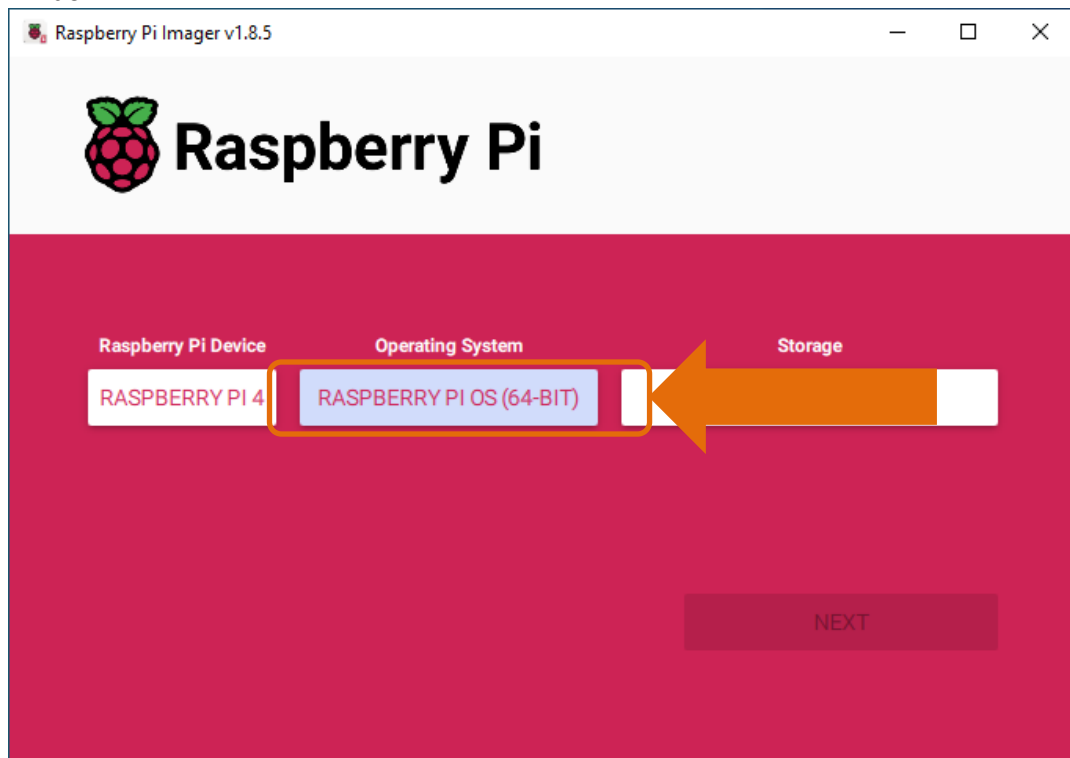 Raspberry Pi Imager v1.8.5
Raspberry Pi
Raspberry Pi Device Operating System Storage
RASPBERRY PI 4 RASPBERRY PI OS (64-BIT)
NEXT